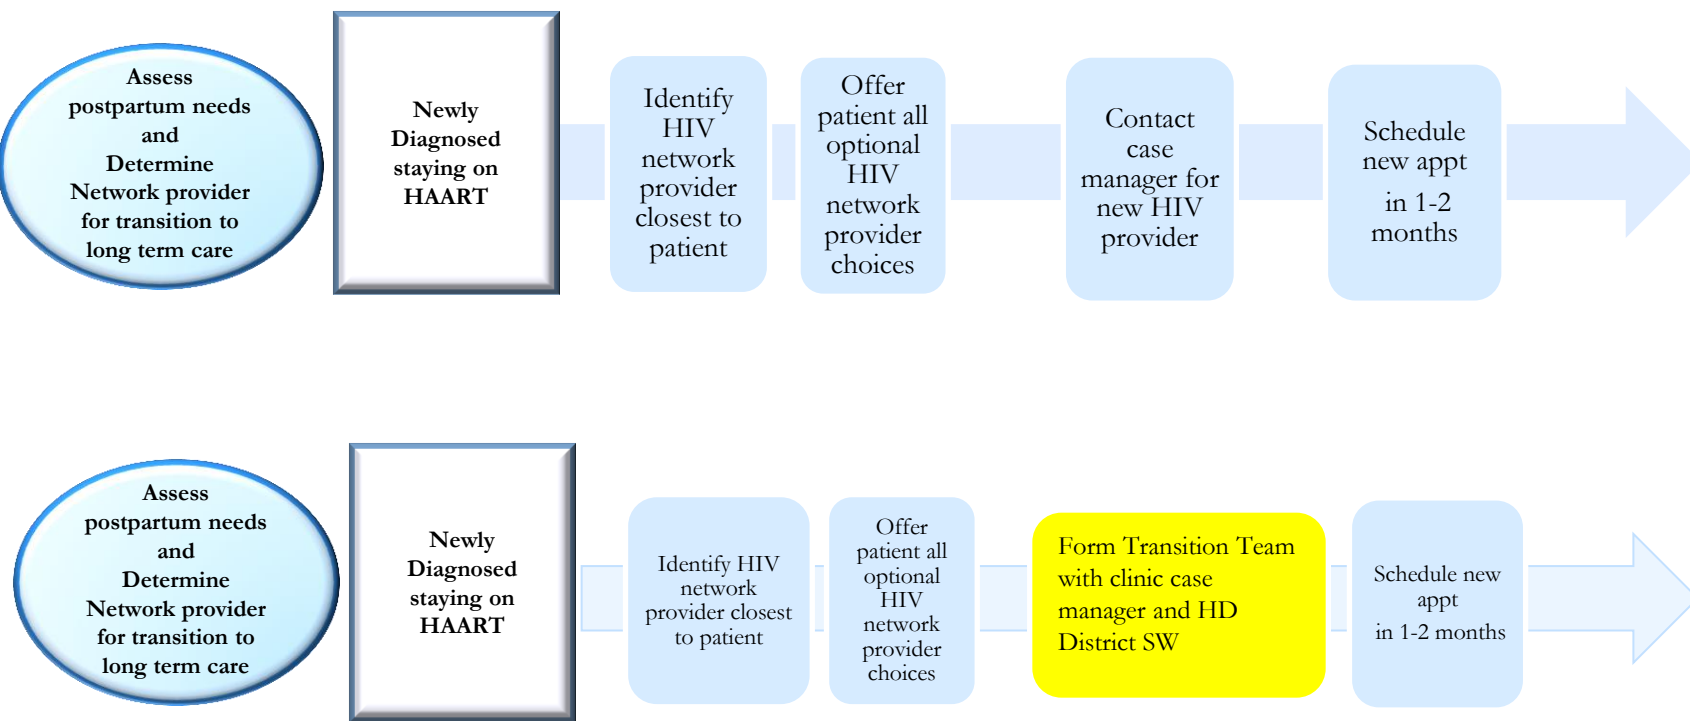 Assess
postpartum needs
and
Determine
Network provider
for transition to
long term care
Newly
Diagnosed
staying on
HAART
Identify
HIV
network
provider
closest to
patient
Offer
patient all
optional
HIV
network
provider
choices
Contact
case
manager for
new HIV
provider
Schedule
new appt
in 1-2
months
Assess
postpartum needs
and
Determine
Network provider
for transition to
long term care
Newly
Diagnosed
staying on
HAART
Identify HIV
network
provider closest
to patient
Offer
patient all
optional
HIV
network
provider
choices
Form Transition Team
with clinic case
manager and HD
District SW
Schedule new
appt
in 1-2 months